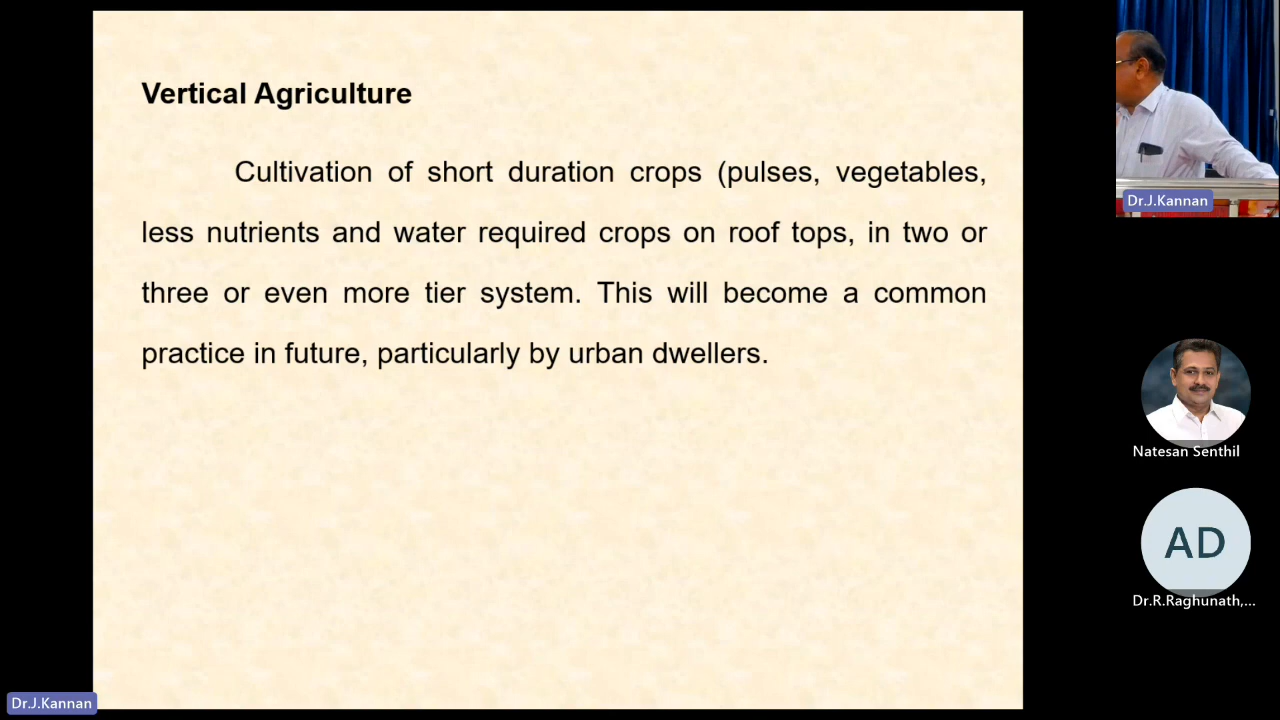 Vertical Agriculture
Cultivation of short duration crops (pulses, vegetables,
less nutrients and water required crops on roof tops, in two or
three or even more tier system. This will become a common
practice in future, particularly by urban dwellers.
Dr.J.Kannan
Natesan Senthil
AD
Dr.R.Raghunath,...
Dr.J.Kannan